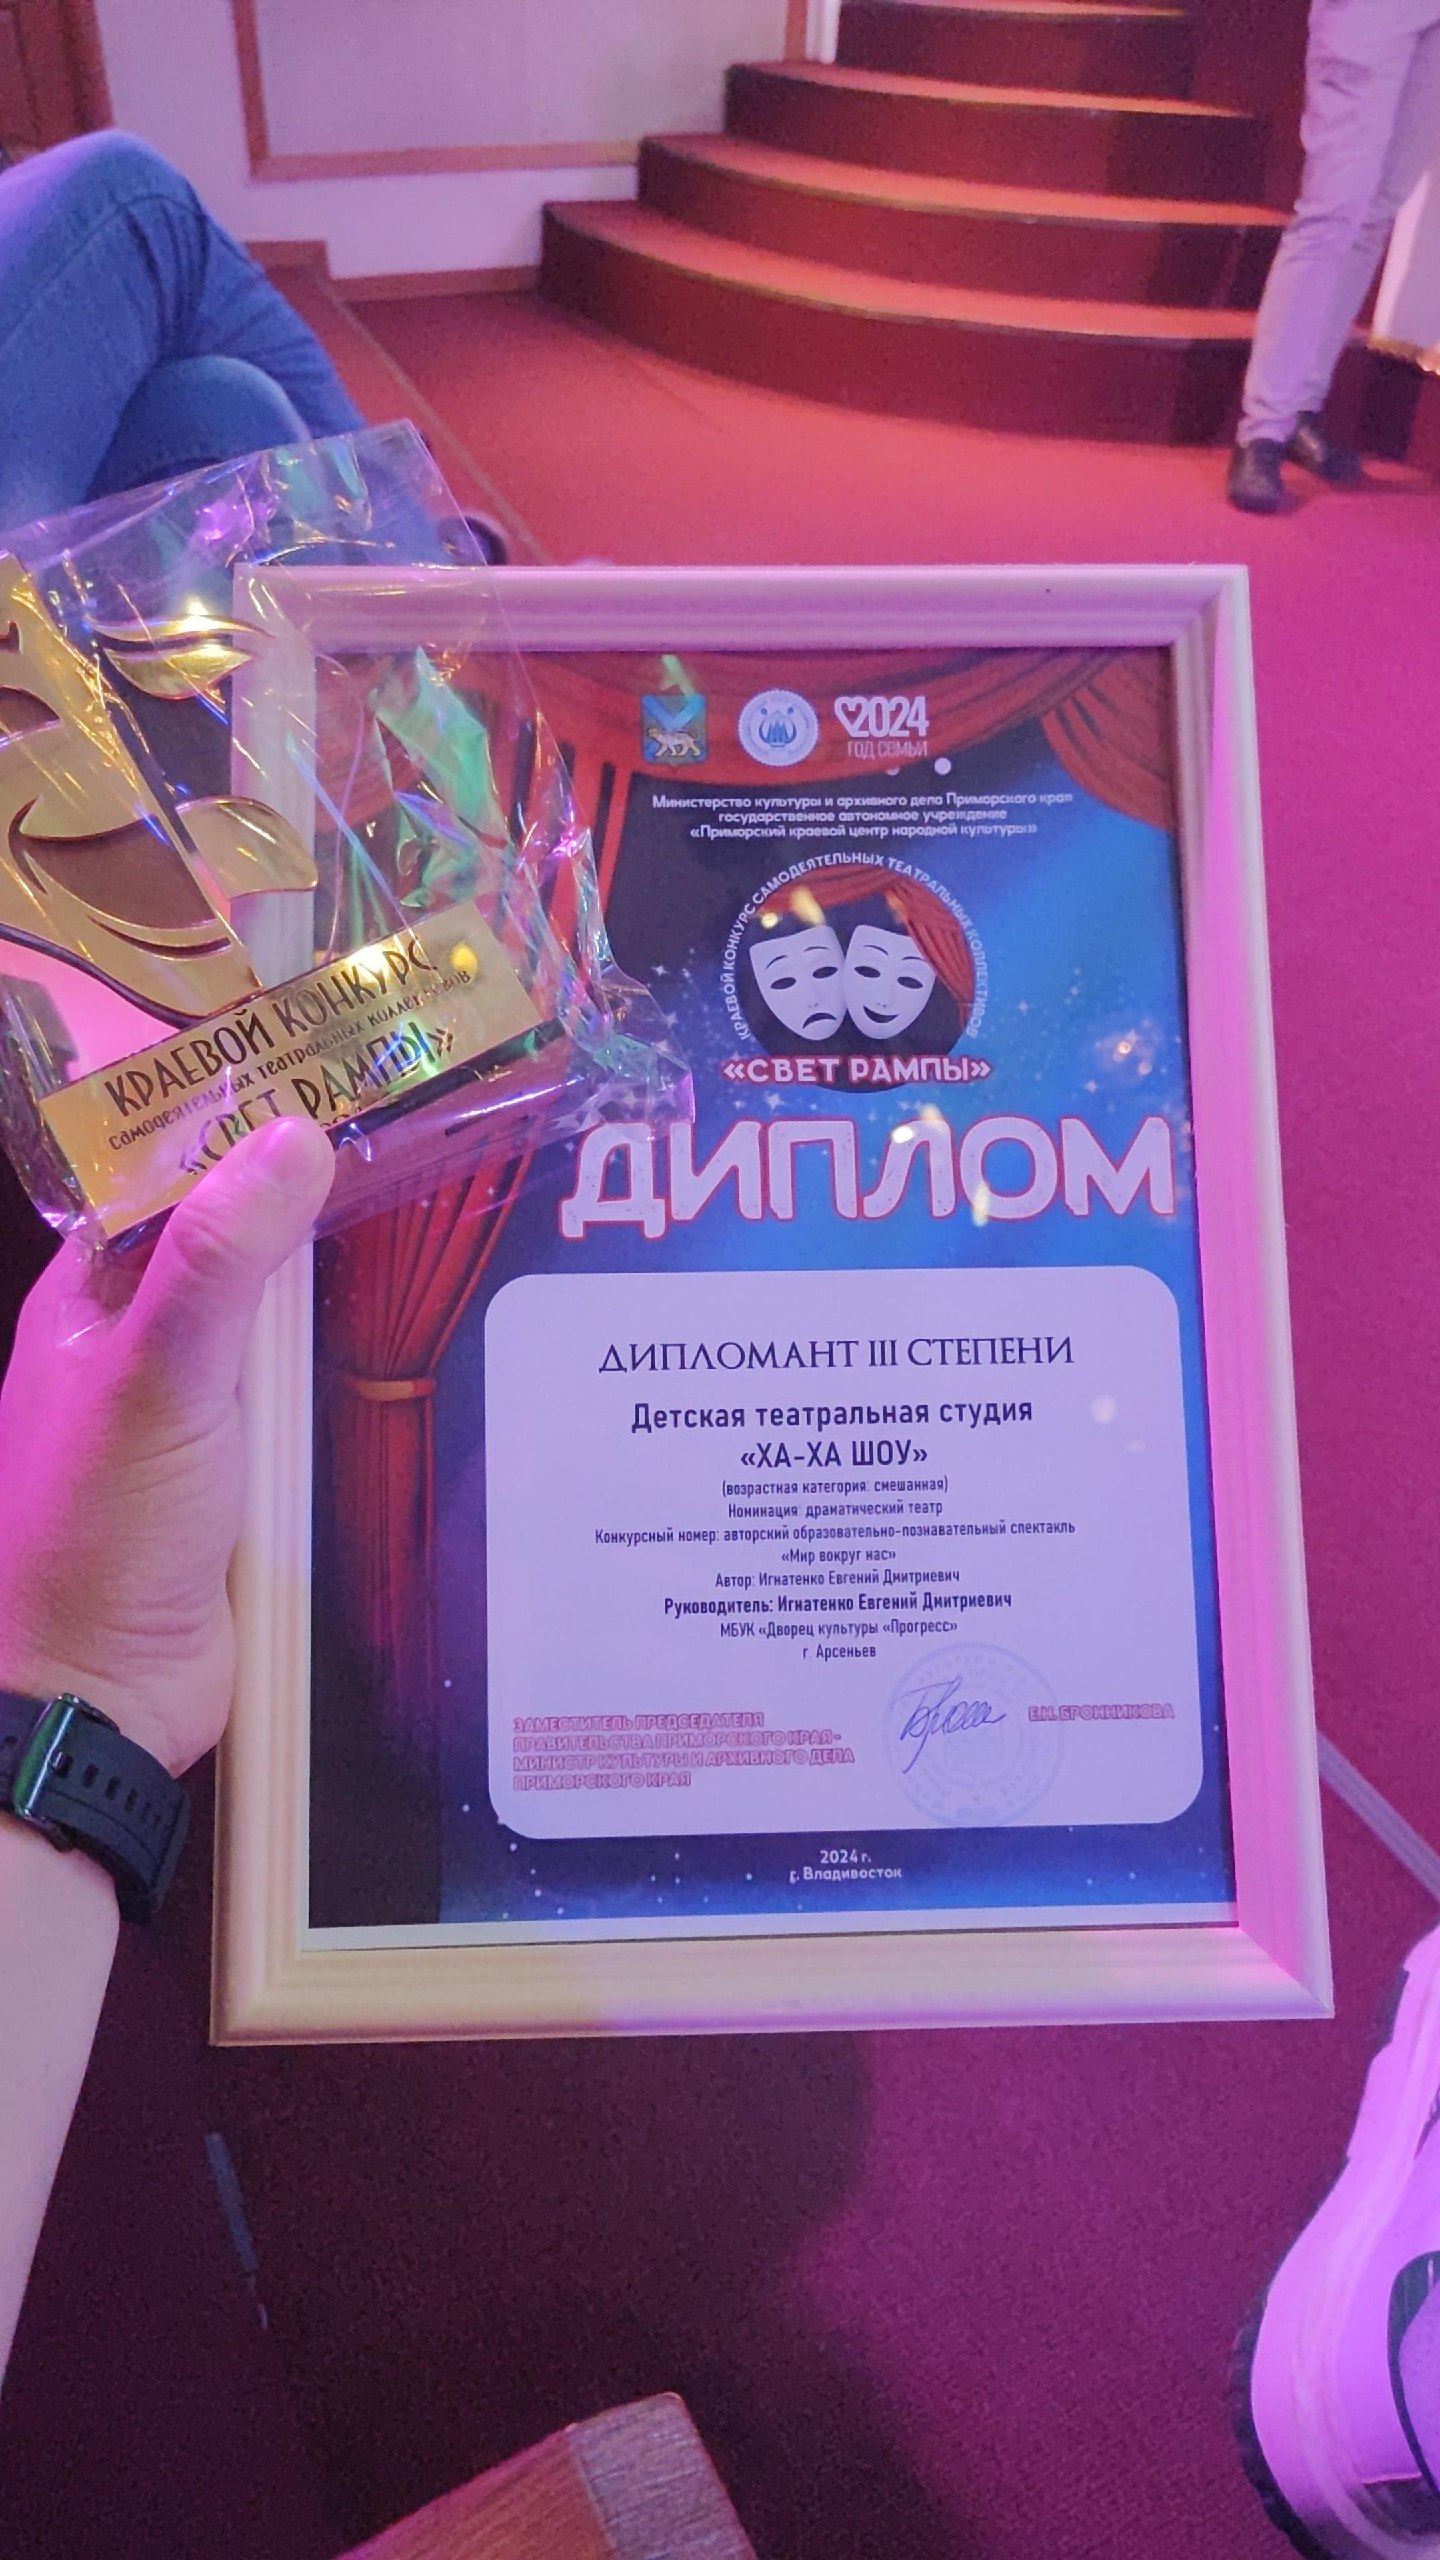 КРАЕВОЙ КОНКУРС
самодеятельных театральных коллективов
«СВЕТ РАМПЫ»
2024
ГОД СЕМЬИ
Министерство культуры и архивного дела Приморского края
государственное автономное учреждение
«Приморский краевой центр народной культуры»
КРАЕВОЙ КОНКУРС САМОДЕЯТЕЛЬНЫХ ТЕАТРАЛЬНЫХ КОЛЛЕКТИВОВ
«СВЕТ РАМПЫ»
ДИПЛОМ
ДИПЛОМАНТ III СТЕПЕНИ
Детская театральная студия
«ХА-ХА ШОУ»
(возрастная категория: смешанная)
Номинация: драматический театр
Конкурсный номер: авторский образовательно-познавательный спектакль
«Мир вокруг нас»
Автор: Игнатенко Евгений Дмитриевич
Руководитель: Игнатенко Евгений Дмитриевич
МБУК «Дворец культуры «Прогресс»
г. Арсеньев
ЗАМЕСТИТЕЛЬ ПРЕДСЕДАТЕЛЯ
ПРАВИТЕЛЬСТВА ПРИМОРСКОГО КРАЯ-
МИНИСТР КУЛЬТУРЫ И АРХИВНОГО ДЕЛА
ПРИМОРСКОГО КРАЯ
Е.Н. БРОННИКОВА
2024 г.
г. Владивосток